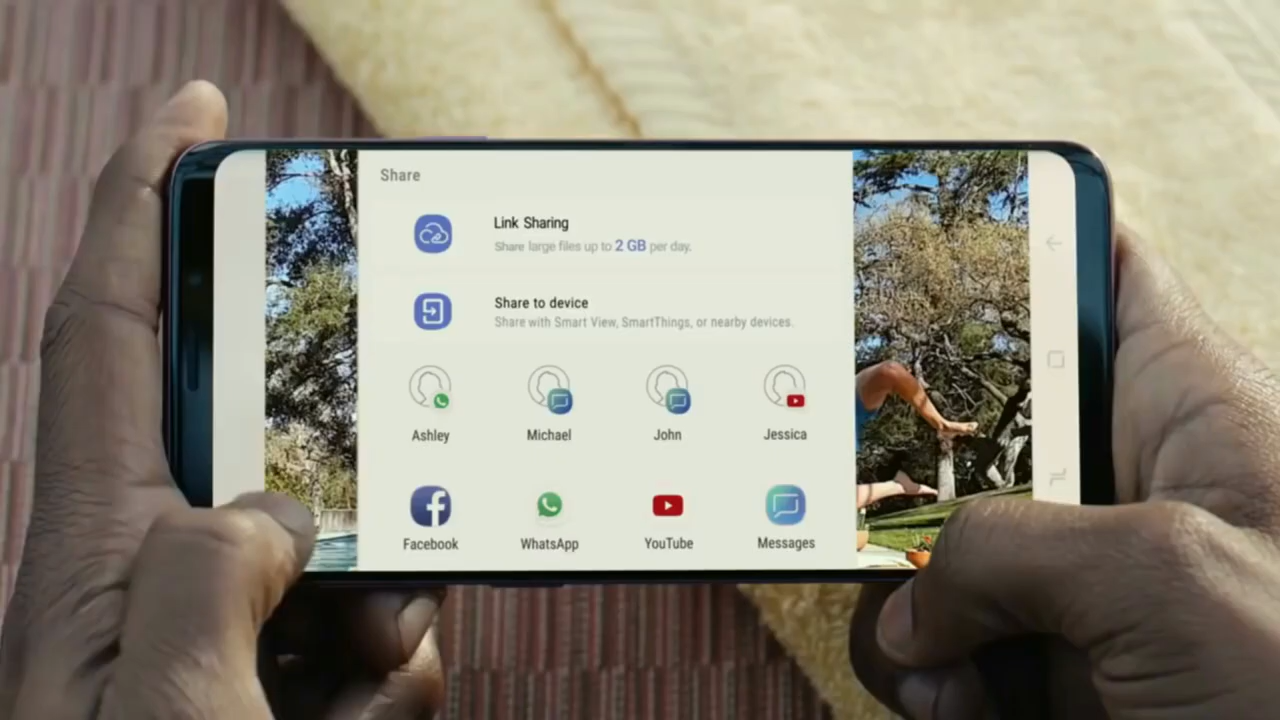 Share
Link Sharing
Share large files up to 2 GB per day.
Share to device
Share with Smart View, SmartThings, or nearby devices.
Ashley
Michael
John
Jessica
Facebook
WhatsApp
YouTube
Messages